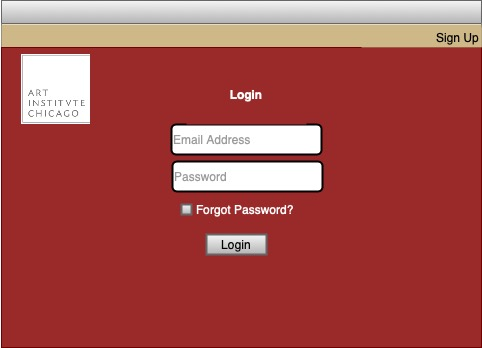 Sign Up
ART
INSTITVTE
CHICAGO
Login
Email Address
Password
Forgot Password?
Login